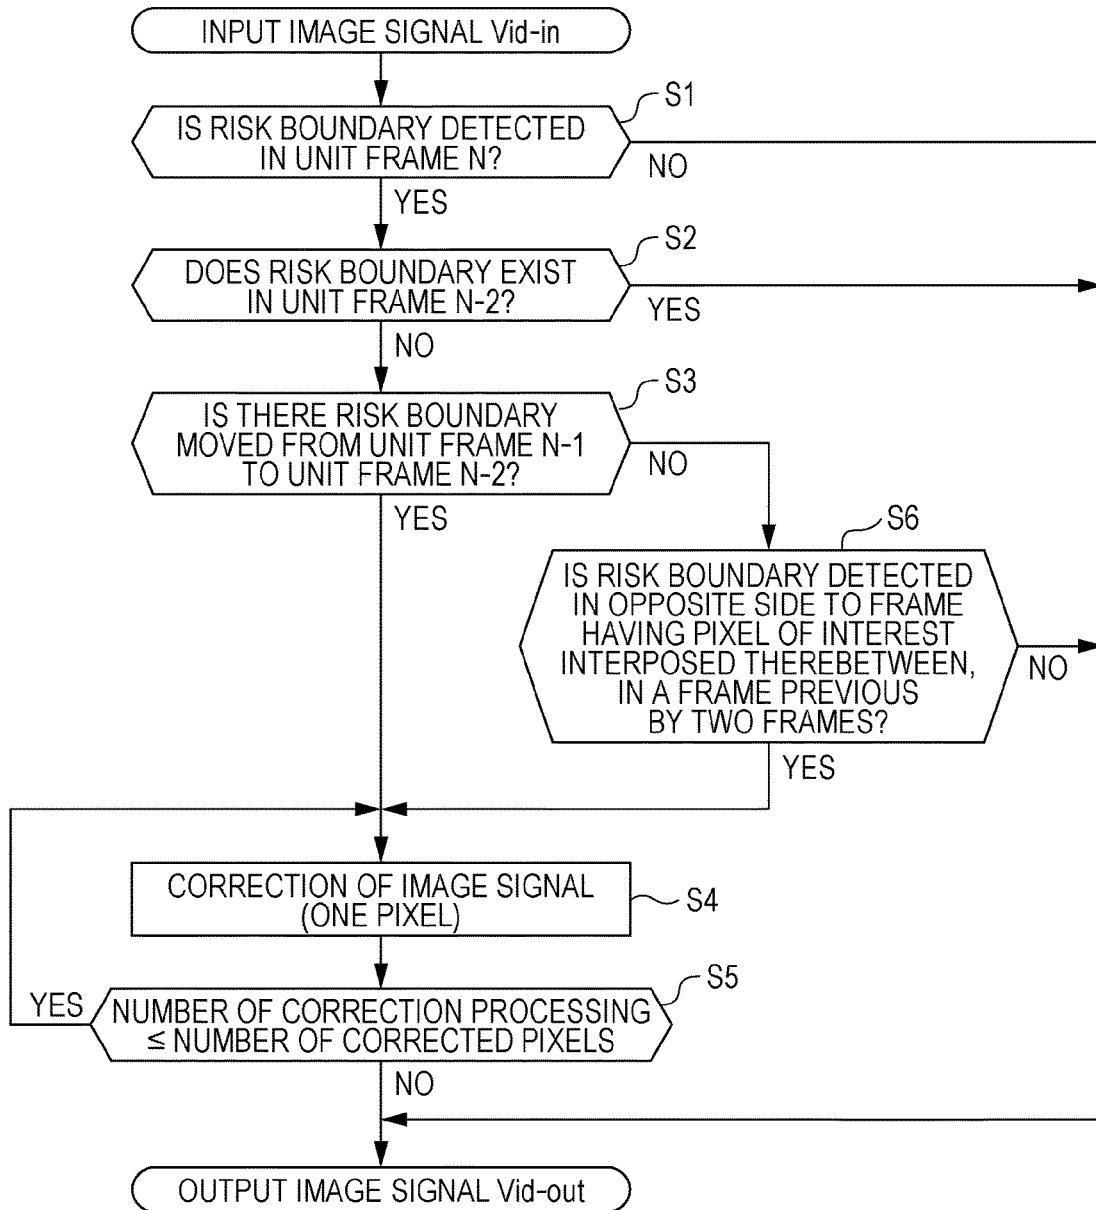 INPUT IMAGE SIGNAL Vid-in
S1
IS RISK BOUNDARY DETECTED
IN UNIT FRAME N?
NO
YES
S2
DOES RISK BOUNDARY EXIST
IN UNIT FRAME N-2?
YES
NO
S3
IS THERE RISK BOUNDARY
MOVED FROM UNIT FRAME N-1
TO UNIT FRAME N-2?
NO
YES
S6
IS RISK BOUNDARY DETECTED
IN OPPOSITE SIDE TO FRAME
HAVING PIXEL OF INTEREST
INTERPOSED THEREBETWEEN,
IN A FRAME PREVIOUS
BY TWO FRAMES?
NO
YES
CORRECTION OF IMAGE SIGNAL
(ONE PIXEL)
S4
S5
YES
NUMBER OF CORRECTION PROCESSING
≤ NUMBER OF CORRECTED PIXELS
NO
OUTPUT IMAGE SIGNAL Vid-out